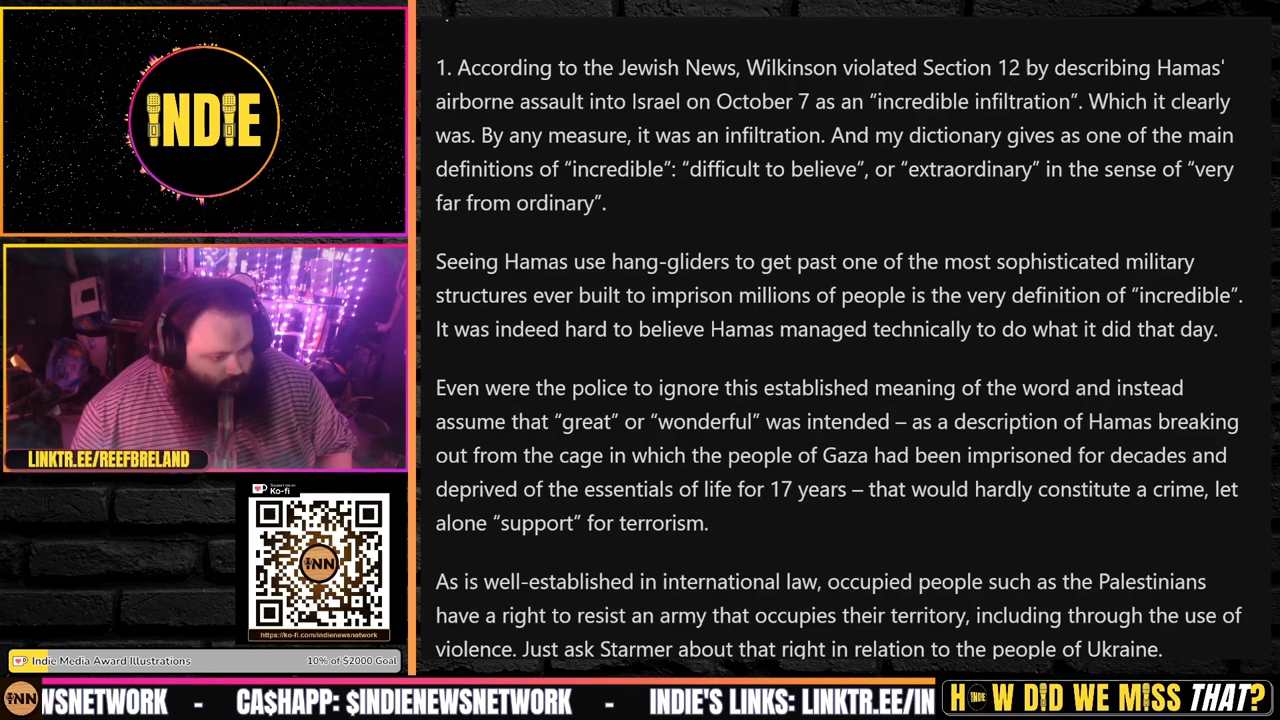 INDIE
LINKTR.EE/REEFBRELAND
Support me on
Ko-fi
INN
https://ko-fi.com/indienewsnetwork
Indie Media Award Illustrations
10% of $2000 Goal
1. According to the Jewish News, Wilkinson violated Section 12 by describing Hamas'
airborne assault into Israel on October 7 as an “incredible infiltration”. Which it clearly
was. By any measure, it was an infiltration. And my dictionary gives as one of the main
definitions of “incredible”: “difficult to believe”, or “extraordinary” in the sense of “very
far from ordinary”.
Seeing Hamas use hang-gliders to get past one of the most sophisticated military
structures ever built to imprison millions of people is the very definition of “incredible”.
It was indeed hard to believe Hamas managed technically to do what it did that day.
Even were the police to ignore this established meaning of the word and instead
assume that “great” or “wonderful” was intended – as a description of Hamas breaking
out from the cage in which the people of Gaza had been imprisoned for decades and
deprived of the essentials of life for 17 years – that would hardly constitute a crime, let
alone “support” for terrorism.
As is well-established in international law, occupied people such as the Palestinians
have a right to resist an army that occupies their territory, including through the use of
violence. Just ask Starmer about that right in relation to the people of Ukraine.
INN
WSNETWORK - CA$HAPP: $INDIENEWSNETWORK - INDIE'S LINKS: LINKTR.EE/IN
HOW DID WE MISS THAT?